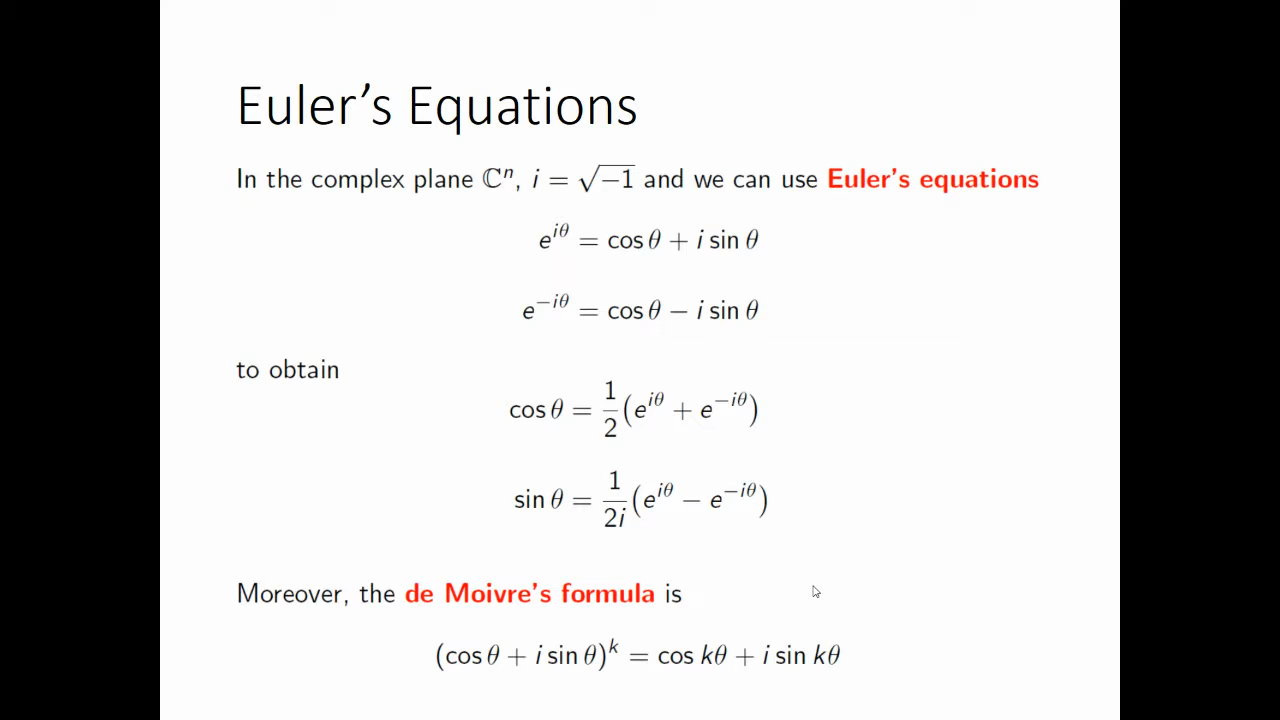 Euler's Equations
In the complex plane ℂⁿ, i = √−1 and we can use Euler's equations
e^{iθ} = cos θ + i sin θ
e^{−iθ} = cos θ − i sin θ
to obtain
cos θ = \frac{1}{2}(e^{iθ} + e^{−iθ})
sin θ = \frac{1}{2i}(e^{iθ} − e^{−iθ})
Moreover, the de Moivre's formula is
(cos θ + i sin θ)^k = cos kθ + i sin kθ